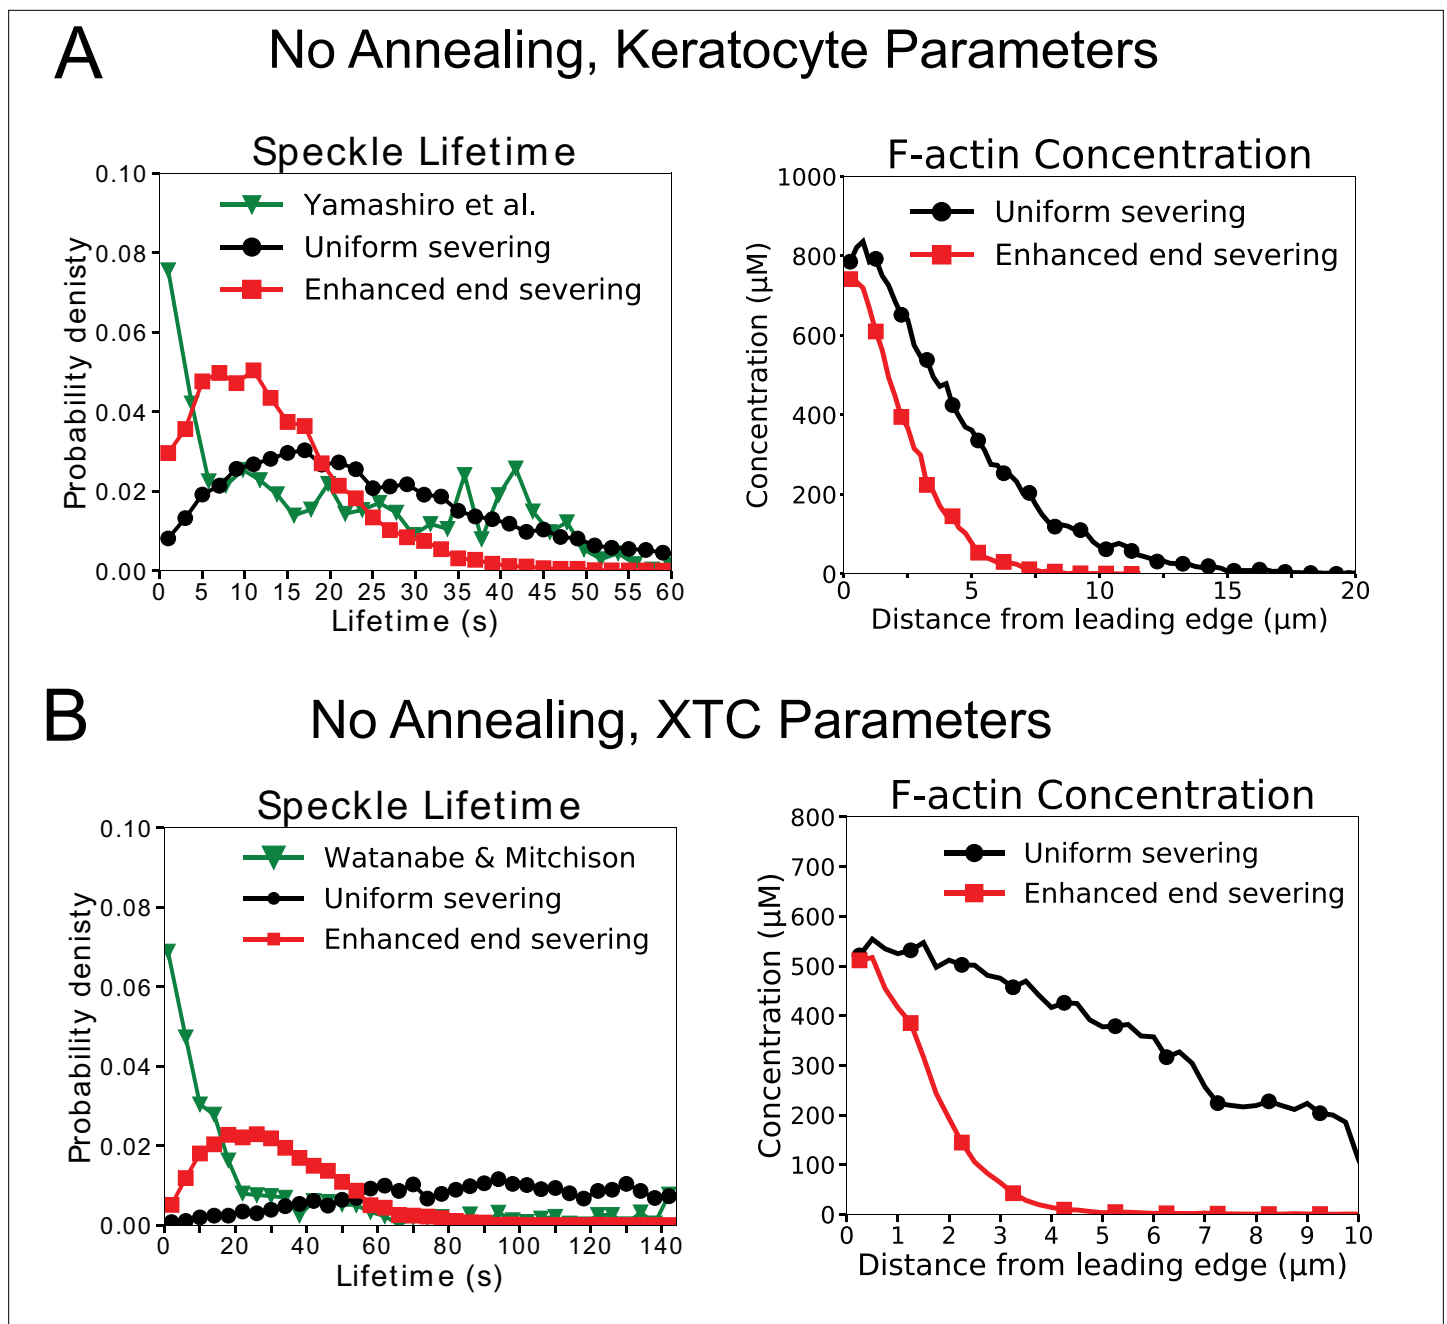 A
No Annealing, Keratocyte Parameters
Speckle Lifetime
Probability denisty
0.10
0.08
0.06
0.04
0.02
0.00
Yamashiro et al.
Uniform severing
Enhanced end severing
0 5 10 15 20 25 30 35 40 45 50 55 60
Lifetime (s)
F-actin Concentration
Concentration (μM)
1000
800
600
400
200
0
Uniform severing
Enhanced end severing
0 5 10 15 20
Distance from leading edge (μm)
B
No Annealing, XTC Parameters
Speckle Lifetime
Probability denisty
0.10
0.08
0.06
0.04
0.02
0.00
Watanabe & Mitchison
Uniform severing
Enhanced end severing
0 20 40 60 80 100 120 140
Lifetime (s)
F-actin Concentration
Concentration (μM)
800
700
600
500
400
300
200
100
0
Uniform severing
Enhanced end severing
0 1 2 3 4 5 6 7 8 9 10
Distance from leading edge (μm)